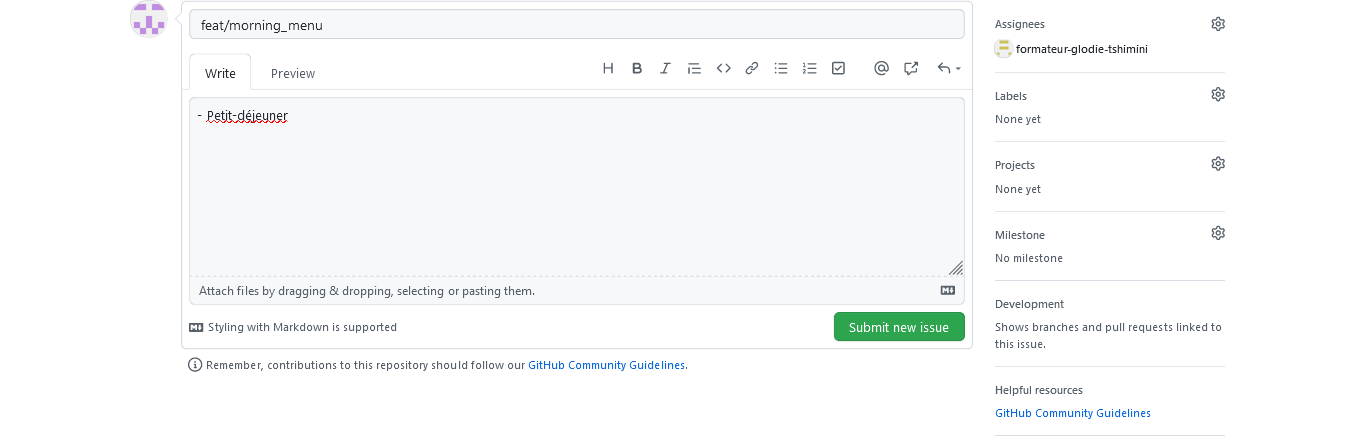 feat/morning_menu
Write
Preview
- Petit-déjeuner
Attach files by dragging & dropping, selecting or pasting them.
Styling with Markdown is supported
Submit new issue
Remember, contributions to this repository should follow our GitHub Community Guidelines.
Assignees
formateur-glodie-tshimini
Labels
None yet
Projects
None yet
Milestone
No milestone
Development
Shows branches and pull requests linked to
this issue.
Helpful resources
GitHub Community Guidelines